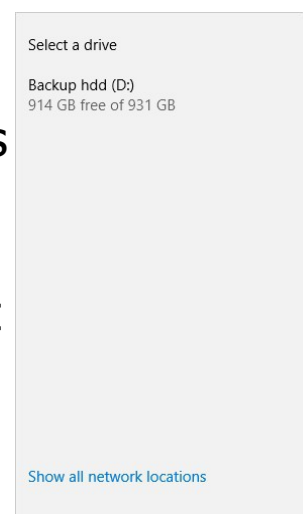 Select a drive
Backup hdd (D:)
914 GB free of 931 GB
Show all network locations